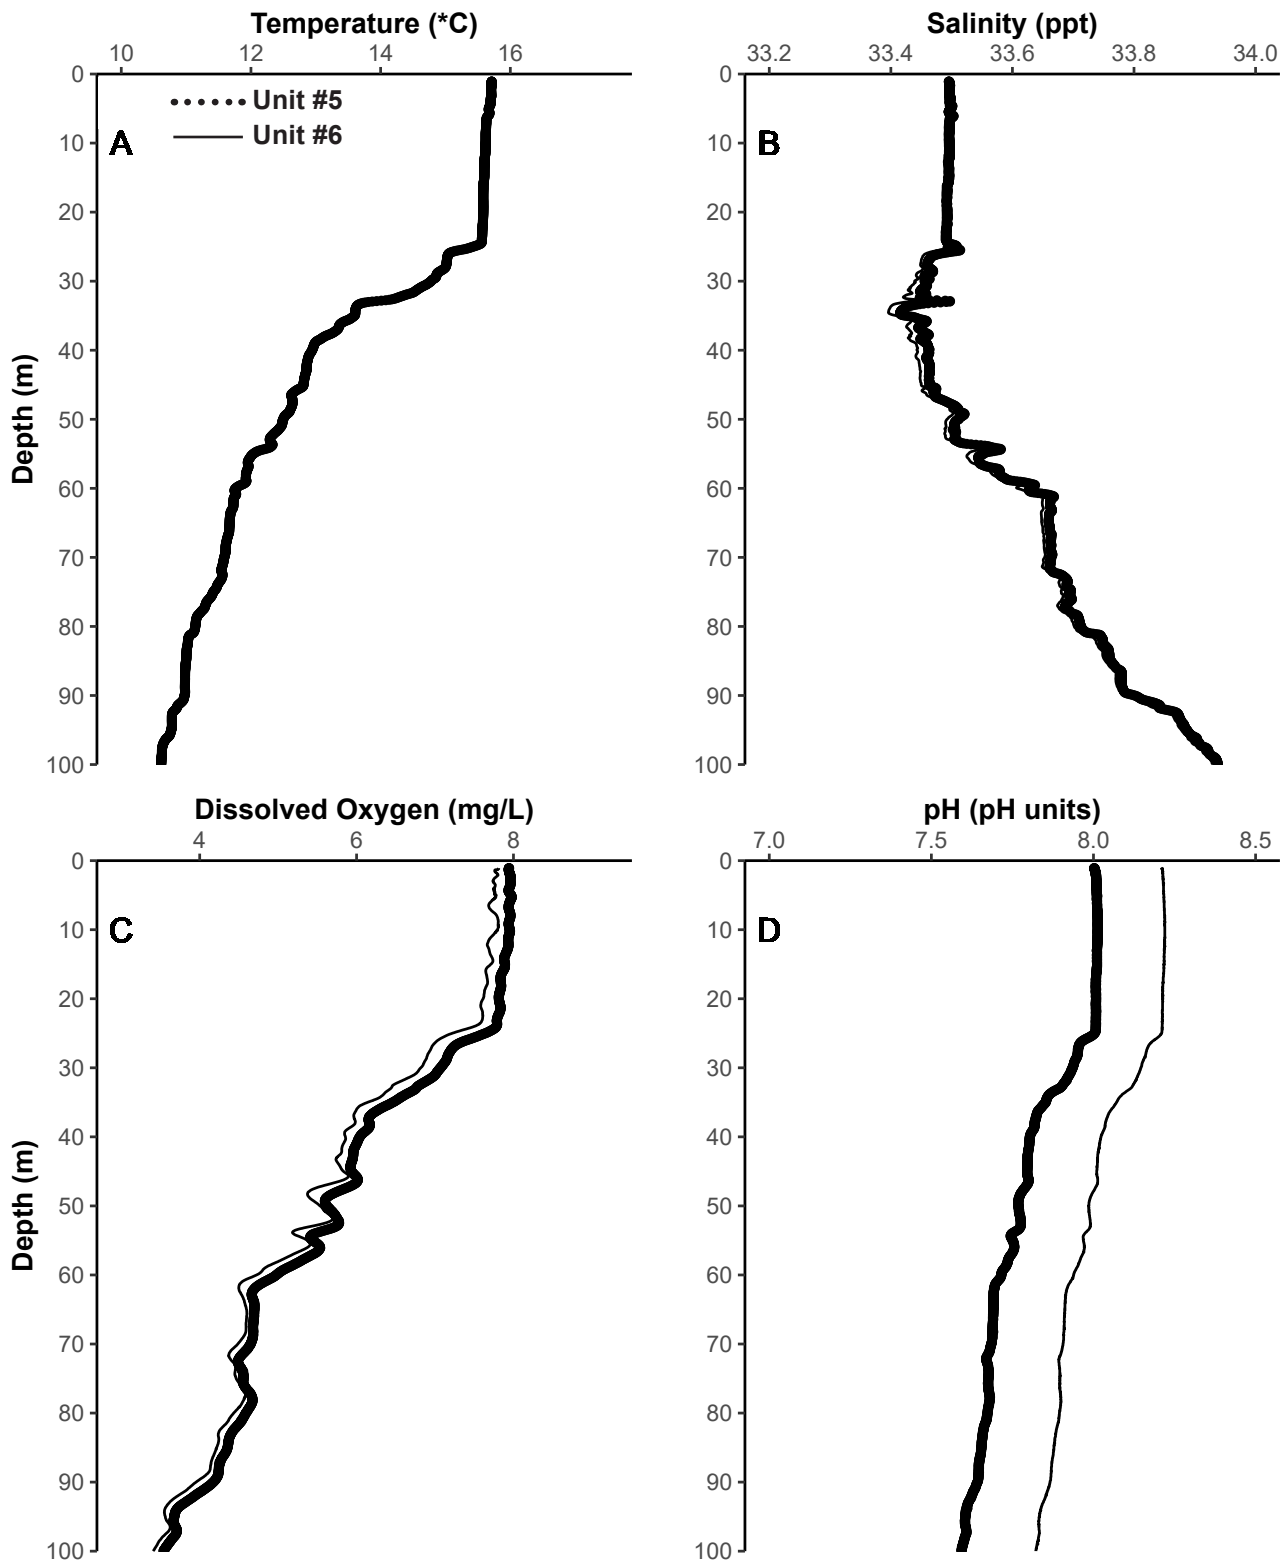 Temperature (*C)
10 12 14 16
0
10
20
30
40
50
60
70
80
90
100
Depth (m)
A
Unit #5
Unit #6
Salinity (ppt)
33.2 33.4 33.6 33.8 34.0
0
10
20
30
40
50
60
70
80
90
100
B
Dissolved Oxygen (mg/L)
4 6 8
0
10
20
30
40
50
60
70
80
90
100
Depth (m)
C
pH (pH units)
7.0 7.5 8.0 8.5
0
10
20
30
40
50
60
70
80
90
100
D